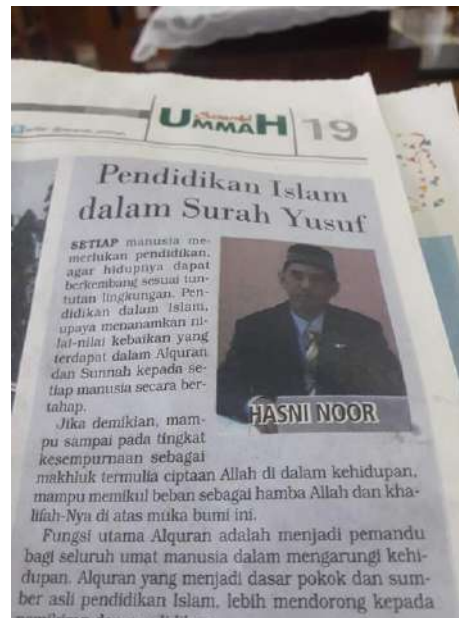 UMMAH 19
Pendidikan Islam
dalam Surah Yusuf
SETIAP manusia me-
merlukan pendidikan,
agar hidupnya dapat
berkembang sesuai tun-
tutan lingkungan. Pen-
didikan dalam Islam,
upaya menanamkan ni-
lai-nilai kebaikan yang
terdapat dalam Alquran
dan Sunnah kepada se-
tiap manusia secara ber-
tahap.
HASNI NOOR
Jika demikian, mam-
pu sampai pada tingkat
kesempurnaan sebagai
makhluk termulia ciptaan Allah di dalam kehidupan,
mampu memikul beban sebagai hamba Allah dan kha-
lifah-Nya di atas muka bumi ini.
Fungsi utama Alquran adalah menjadi pemandu
bagi seluruh umat manusia dalam mengarungi kehi-
dupan. Alquran yang menjadi dasar pokok dan sum-
ber asli pendidikan Islam, lebih mendorong kepada